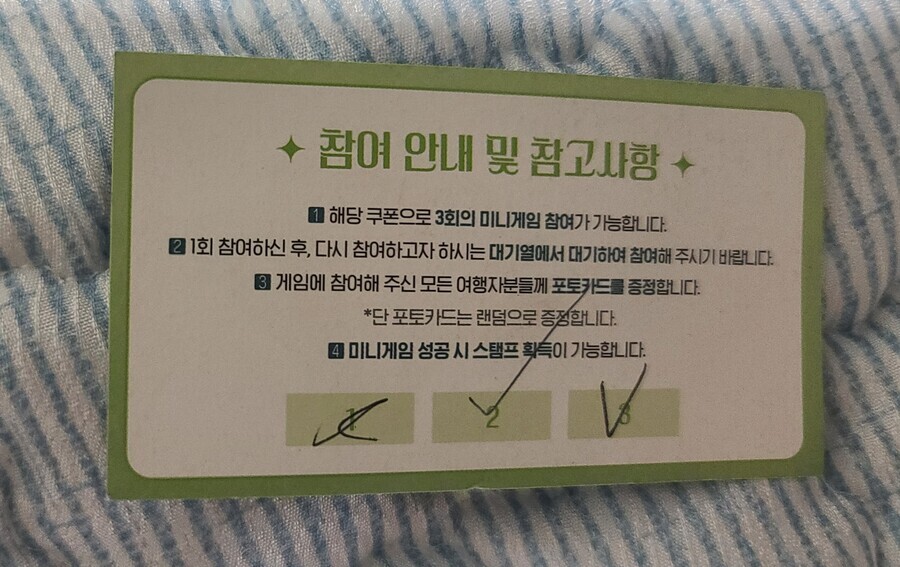 참여 안내 및 참고사항
1 해당 쿠폰으로 3회의 미니게임 참여가 가능합니다.
2 1회 참여하신 후, 다시 참여하고자 하시는 대기열에서 대기하여 참여해 주시기 바랍니다.
3 게임에 참여해 주신 모든 여행자분들께 포토카드를 증정합니다.
*단 포토카드는 랜덤으로 증정합니다.
4 미니게임 성공 시 스탬프 획득이 가능합니다.
1 2 3